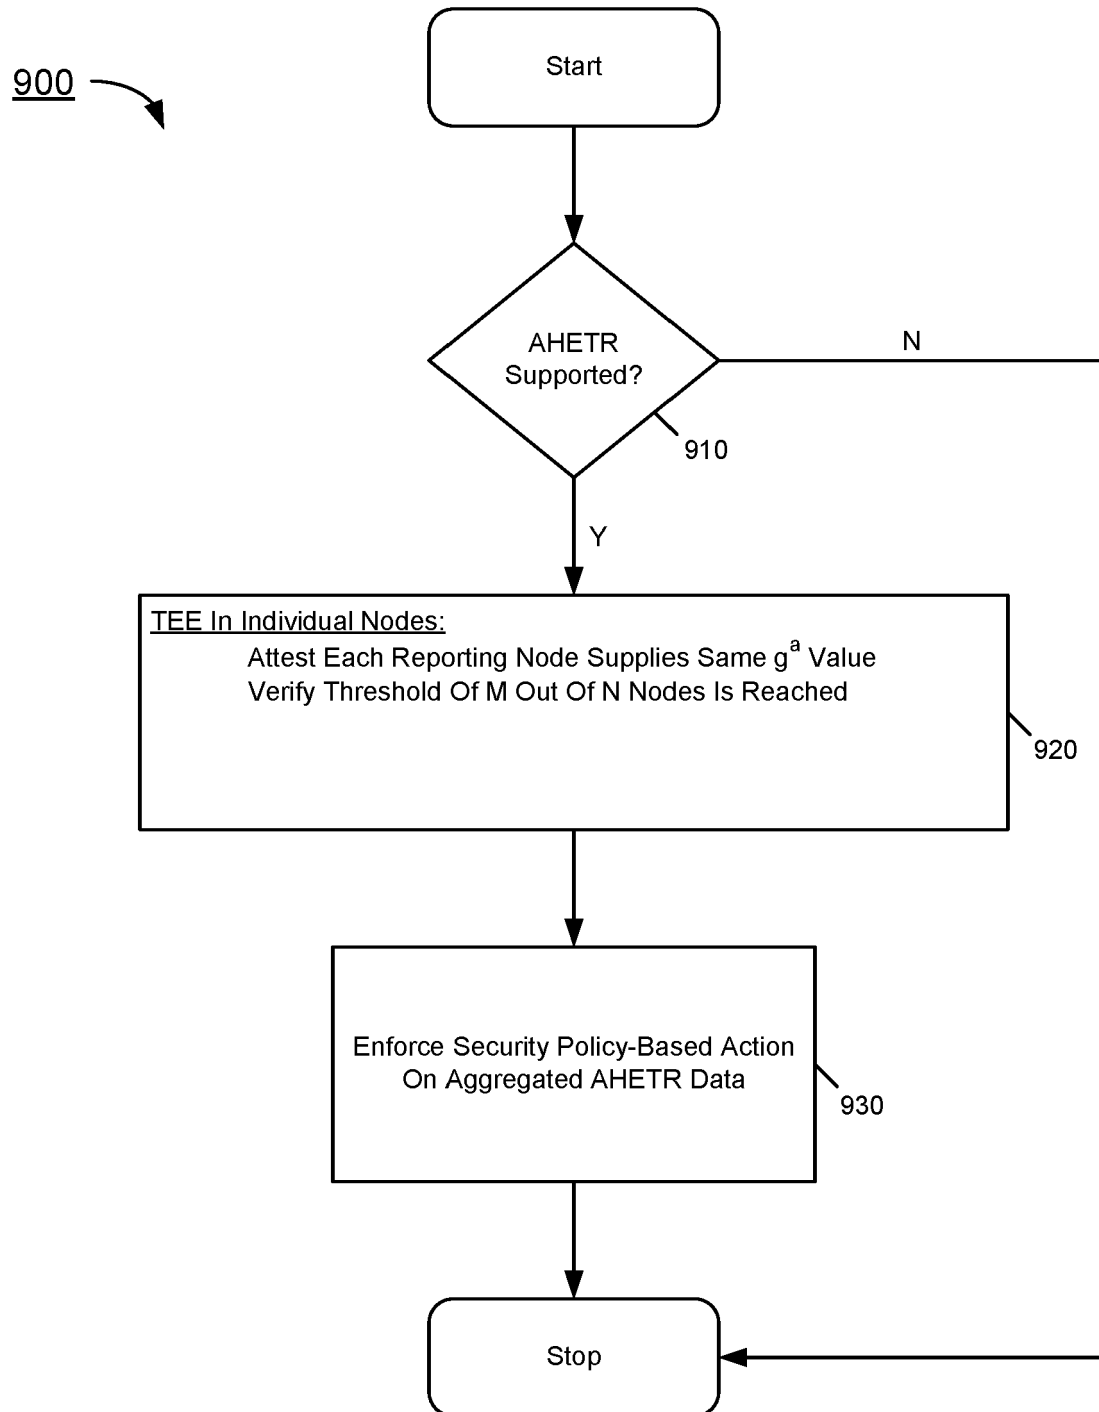 900
Start
AHETR
Supported?
N
910
Y
TEE In Individual Nodes:
Attest Each Reporting Node Supplies Same gᵃ Value
Verify Threshold Of M Out Of N Nodes Is Reached
920
Enforce Security Policy-Based Action
On Aggregated AHETR Data
930
Stop